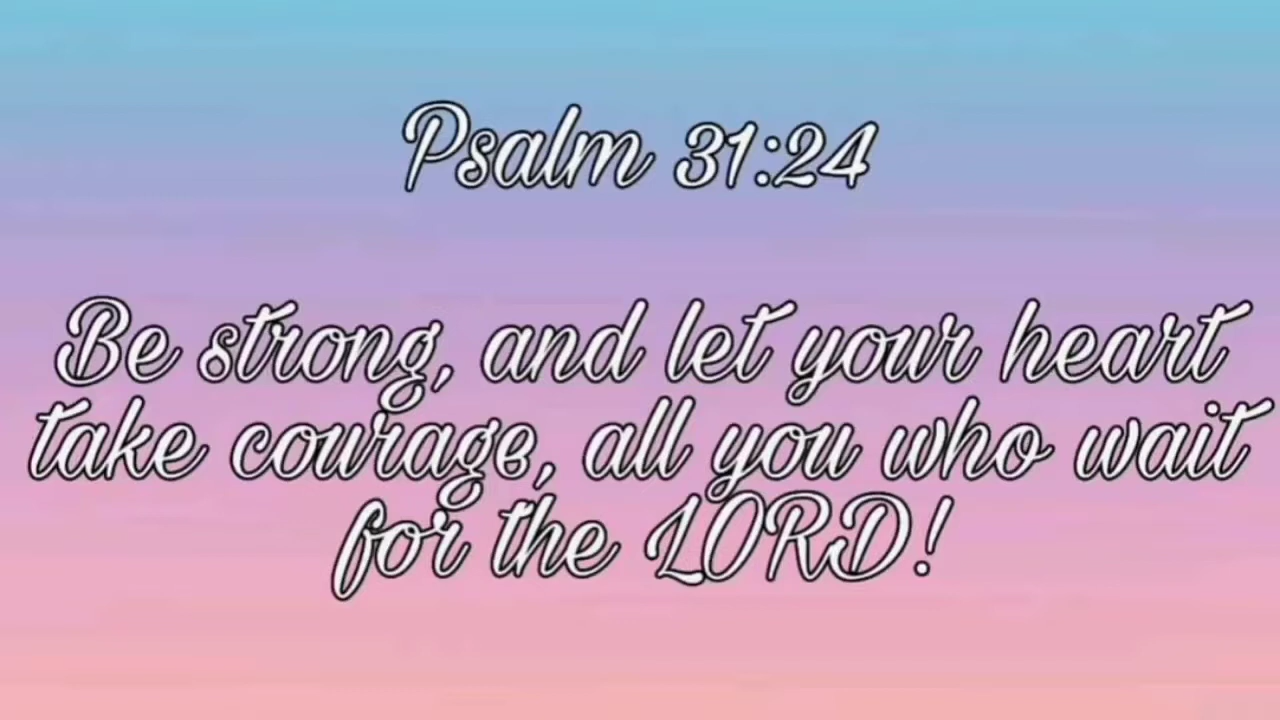 Psalm 31:24
Be strong, and let your heart
take courage, all you who wait
for the LORD!